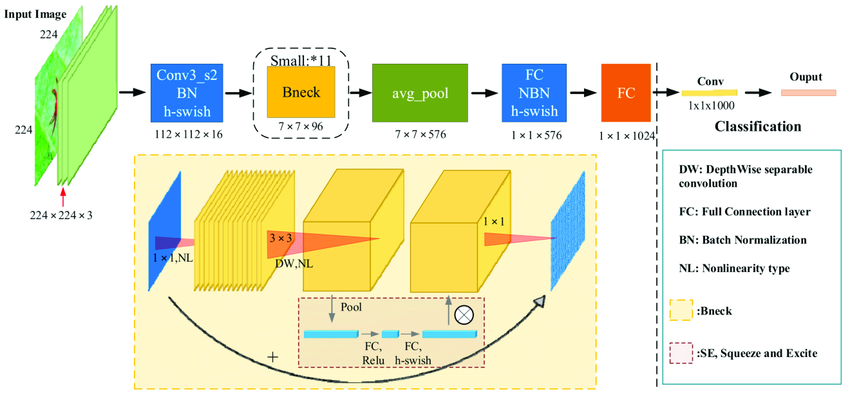 Input Image
224
224
224×224×3
Conv3_s2
BN
h-swish
112×112×16
Small:*11
Bneck
7×7×96
avg_pool
7×7×576
FC
NBN
h-swish
1×1×576
FC
1×1×1024
Conv
1x1x1000
Ouput
Classification
1×1,NL
3×3
DW,NL
1×1
Pool
FC,
Relu
FC,
h-swish
+
DW: DepthWise separable
convolution
FC: Full Connection layer
BN: Batch Normalization
NL: Nonlinearity type
:Bneck
:SE, Squeeze and Excite